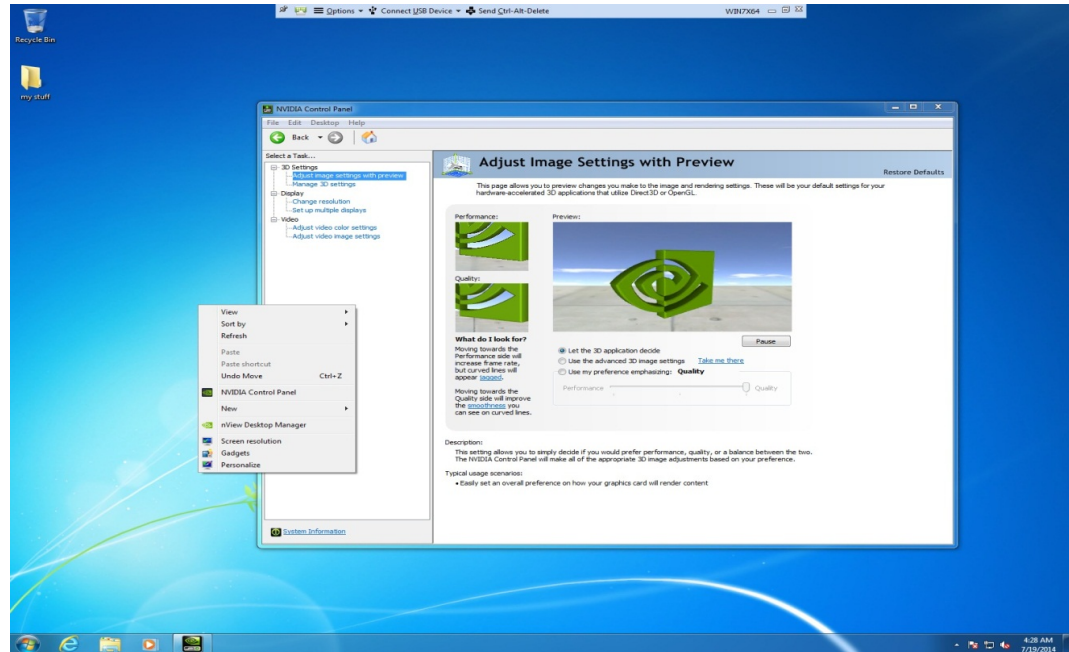 Options
Connect USB Device
Send Ctrl-Alt-Delete
WIN7X64
Recycle Bin
my stuff
NVIDIA Control Panel
File Edit Desktop Help
Back
Select a Task...
3D Settings
Adjust image settings with preview
Manage 3D settings
Display
Change resolution
Set up multiple displays
Video
Adjust video color settings
Adjust video image settings
System Information
Adjust Image Settings with Preview
Restore Defaults
This page allows you to preview changes you make to the image and rendering settings. These will be your default settings for your
hardware-accelerated 3D applications that utilize Direct3D or OpenGL.
Performance:
Preview:
Quality:
What do I look for?
Moving towards the
Performance side will
increase frame rate,
but curved lines will
appear jagged.
Moving towards the
Quality side will improve
the smoothness you
can see on curved lines.
Pause
Let the 3D application decide
Use the advanced 3D image settings Take me there
Use my preference emphasizing: Quality
Performance Quality
Description:
This setting allows you to simply decide if you would prefer performance, quality, or a balance between the two.
The NVIDIA Control Panel will make all of the appropriate 3D image adjustments based on your preference.
Typical usage scenarios:
• Easily set an overall preference on how your graphics card will render content
View
Sort by
Refresh
Paste
Paste shortcut
Undo Move Ctrl+Z
NVIDIA Control Panel
New
nView Desktop Manager
Screen resolution
Gadgets
Personalize
4:28 AM
7/19/2014